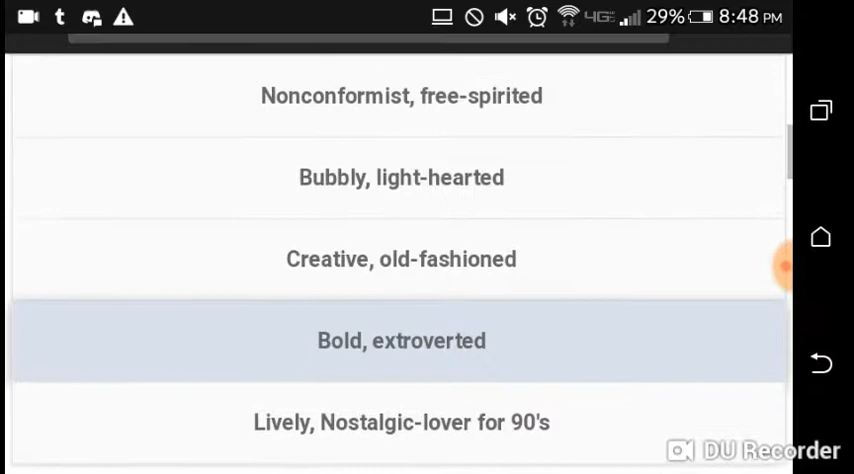 t 4G 29% 8:48 PM
Nonconformist, free-spirited
Bubbly, light-hearted
Creative, old-fashioned
Bold, extroverted
Lively, Nostalgic-lover for 90's
DU Recorder